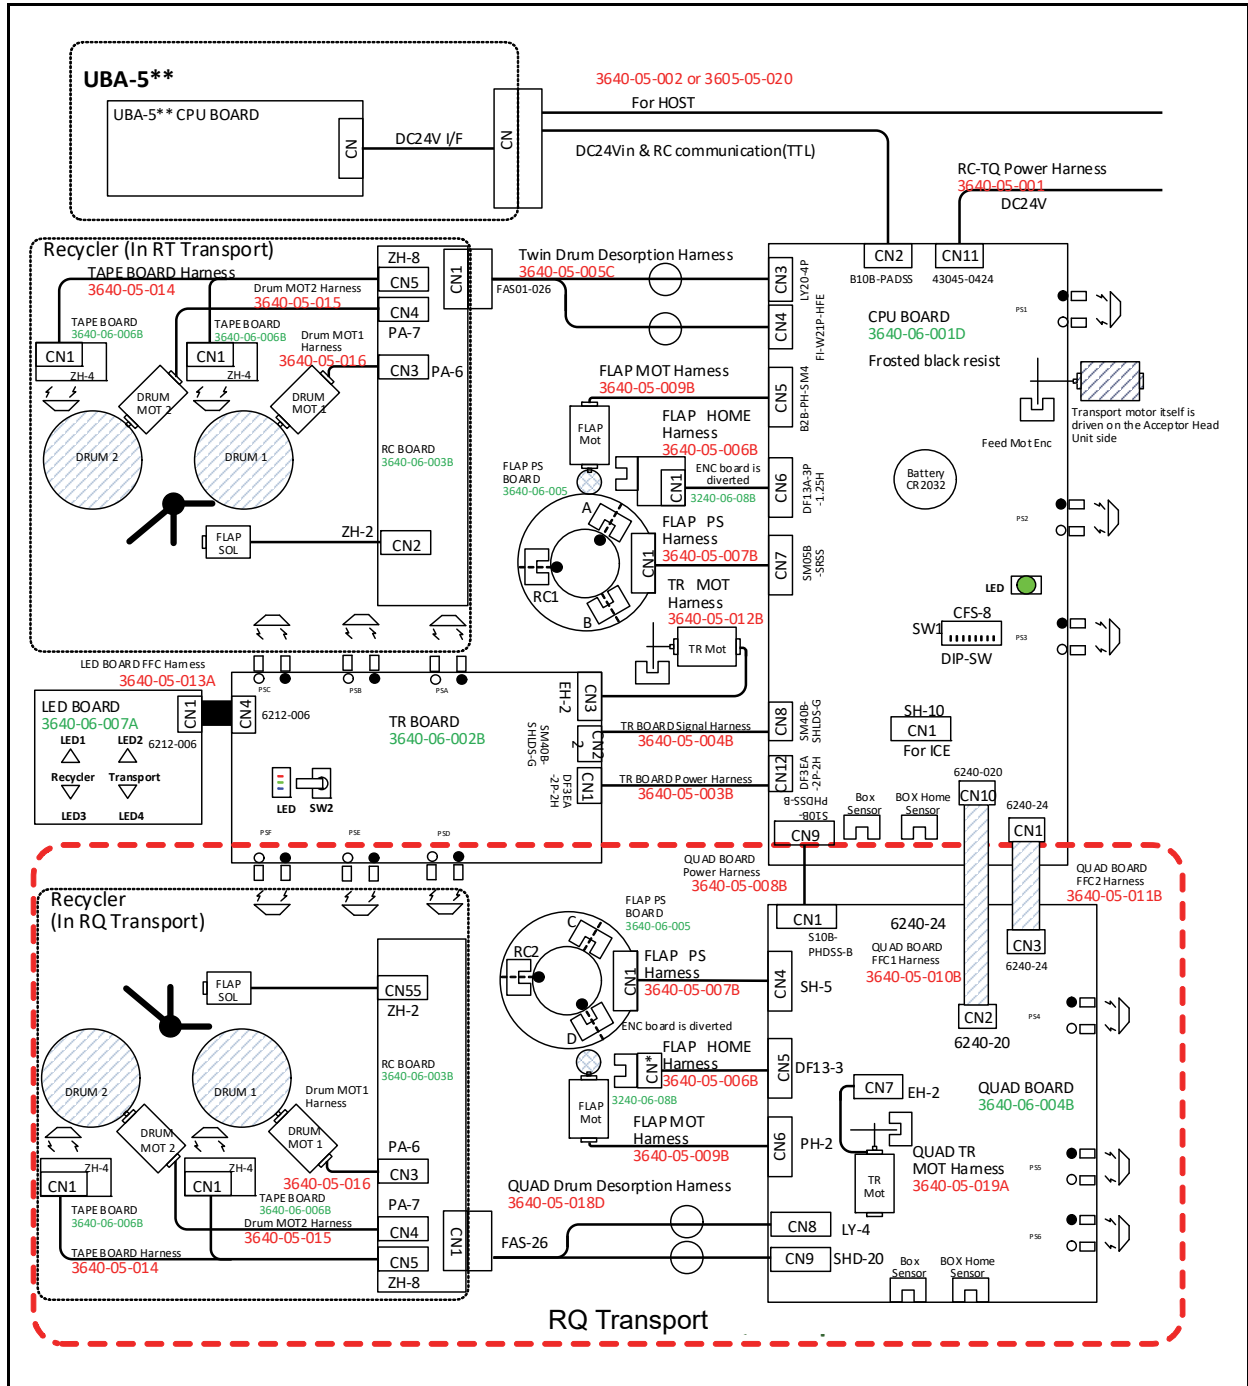 UBA-5**
UBA-5** CPU BOARD
CN
DC24V I/F
CN
3640-05-002 or 3605-05-020
For HOST
DC24Vin & RC communication(TTL)
RC-TQ Power Harness
3640-05-001
DC24V
Recycler (In RT Transport)
TAPE BOARD Harness
3640-05-014
Drum MOT2 Harness
3640-05-015
TAPE BOARD
3640-06-006B
CN1
ZH-4
TAPE BOARD
3640-06-006B
CN1
ZH-4
Drum MOT1
Harness
3640-05-016
DRUM
MOT 2
DRUM
MOT 1
DRUM 2
DRUM 1
ZH-8
CN5
CN4
PA-7
CN3
PA-6
RC BOARD
3640-06-003B
FLAP
SOL
ZH-2
CN2
CN1
FAS01-026
Twin Drum Desorption Harness
3640-05-005C
FLAP MOT Harness
3640-05-009B
FLAP
Mot
FLAP HOME
Harness
3640-05-006B
ENC board is
diverted
3240-06-08B
CN1
FLAP PS
BOARD
3640-06-005
A
RC1
B
CN1
FLAP PS
Harness
3640-05-007B
TR MOT
Harness
3640-05-012B
TR Mot
CN2
B10B-PADSS
CN11
43045-0424
CN3
LY20-4P
CN4
FI-W21P-HFE
CN5
B2B-PH-SM4
CN6
DF13A-3P
-1.25H
CN7
SM05B
-SRSS
CPU BOARD
3640-06-001D
Frosted black resist
PS1
Feed Mot Enc
Transport motor itself is
driven on the Acceptor Head
Unit side
Battery
CR2032
PS2
LED
CFS-8
SW1
DIP-SW
PS3
SH-10
CN1
For ICE
CN8
SM40B-
SHLDS-G
CN12
DF3EA
-2P-2H
S10B-
PHDSS-B
CN9
Box
Sensor
BOX Home
Sensor
6240-020
CN10
6240-24
CN1
LED BOARD FFC Harness
3640-05-013A
LED BOARD
3640-06-007A
CN1
6212-006
LED1
LED2
Recycler
Transport
LED3
LED4
CN4
6212-006
PSC
PSB
PSA
TR BOARD
3640-06-002B
LED
SW2
EH-2
CN3
SM40B-
SHLDS-G
CN2
2
DF3EA
-2P-2H
CN1
TR BOARD Signal Harness
3640-05-004B
TR BOARD Power Harness
3640-05-003B
PSF
PSE
PSD
Recycler
(In RQ Transport)
FLAP
SOL
CN55
ZH-2
RC BOARD
3640-06-003B
DRUM 2
DRUM 1
Drum MOT1
Harness
DRUM
MOT 2
DRUM
MOT 1
3640-05-016
PA-6
CN3
PA-7
CN4
CN5
ZH-8
ZH-4
CN1
TAPE BOARD
3640-06-006B
ZH-4
CN1
TAPE BOARD
3640-06-006B
Drum MOT2 Harness
3640-05-015
TAPE BOARD Harness
3640-05-014
CN1
FAS-26
QUAD BOARD
Power Harness
3640-05-008B
FLAP PS
BOARD
3640-06-005
C
RC2
D
CN1
FLAP PS
Harness
3640-05-007B
ENC board is diverted
CN*
FLAP HOME
Harness
3640-05-006B
3240-06-08B
FLAP
Mot
FLAP MOT
Harness
3640-05-009B
QUAD Drum Desorption Harness
3640-05-018D
CN1
S10B-
PHDSS-B
CN4
SH-5
CN5
DF13-3
CN6
PH-2
CN8
LY-4
CN9
SHD-20
6240-24
QUAD BOARD
FFC1 Harness
3640-05-010B
CN2
6240-20
CN3
6240-24
QUAD BOARD
FFC2 Harness
3640-05-011B
PS4
QUAD BOARD
3640-06-004B
CN7
EH-2
TR
Mot
QUAD TR
MOT Harness
3640-05-019A
PS5
PS6
Box
Sensor
BOX Home
Sensor
RQ Transport